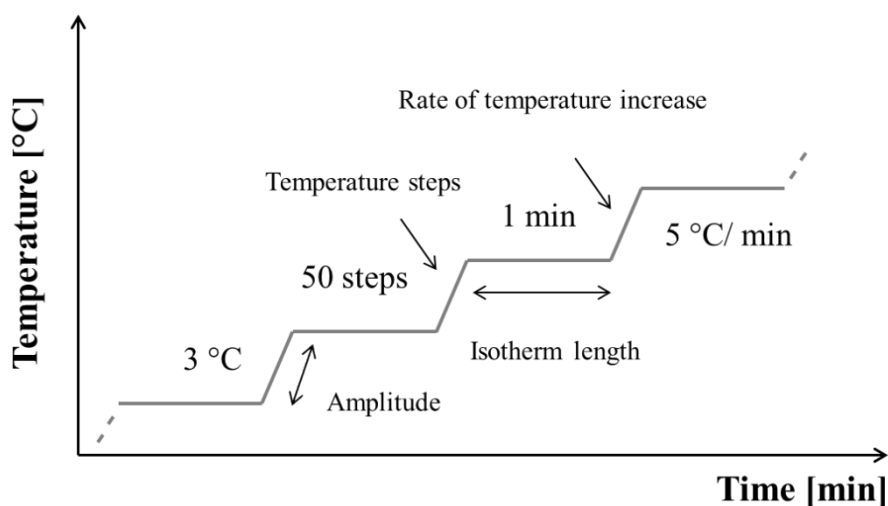 Temperature [°C]
Rate of temperature increase
Temperature steps
1 min
5 °C/ min
50 steps
3 °C
Isotherm length
Amplitude
Time [min]